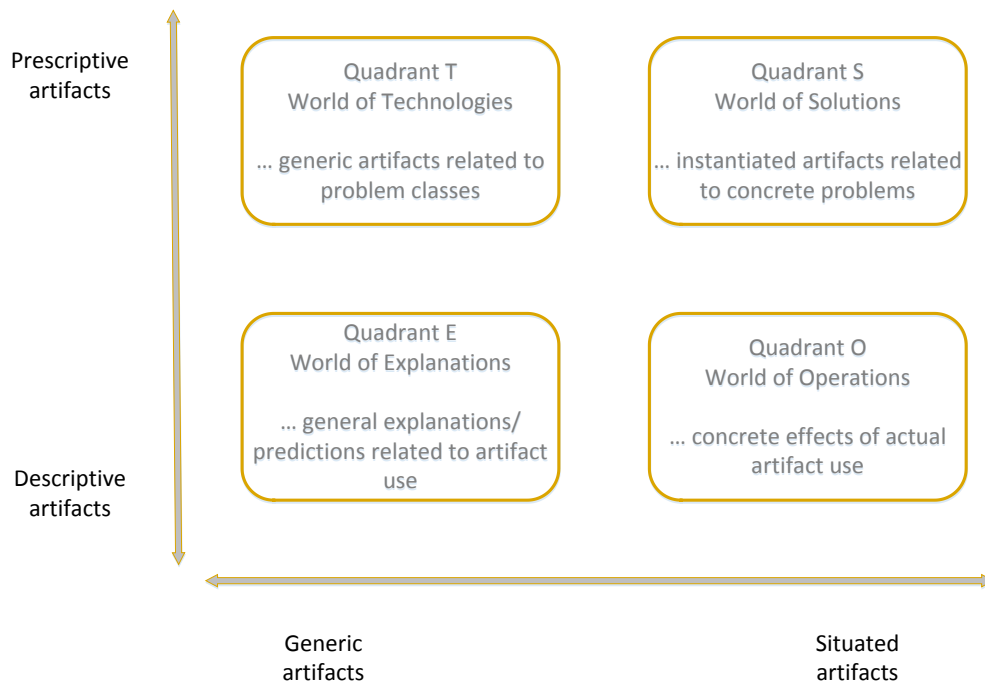 Prescriptive
artifacts
Quadrant T
World of Technologies
... generic artifacts related to
problem classes
Quadrant S
World of Solutions
... instantiated artifacts related
to concrete problems
Quadrant E
World of Explanations
... general explanations/
predictions related to artifact
use
Quadrant O
World of Operations
... concrete effects of actual
artifact use
Descriptive
artifacts
Generic
artifacts
Situated
artifacts